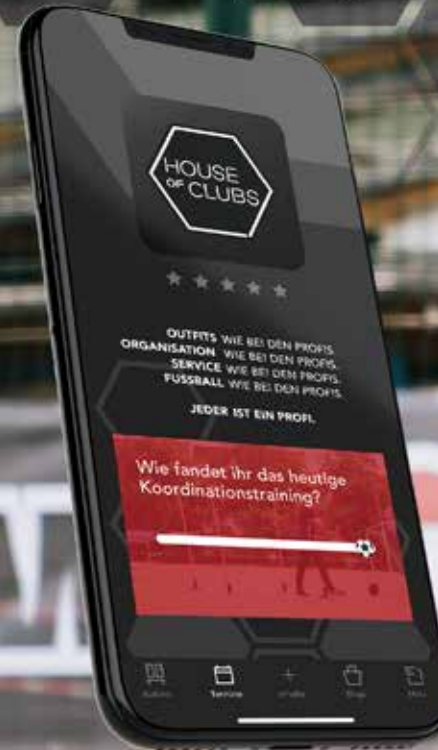 HOUSE
OF CLUBS
OUTFITS WIE BEI DEN PROFIS.
ORGANISATION WIE BEI DEN PROFIS.
SERVICE WIE BEI DEN PROFIS.
FUSSBALL WIE BEI DEN PROFIS.
JEDER IST EIN PROFI.
Wie fandet ihr das heutige
Koordinationstraining?
Termine
Shop